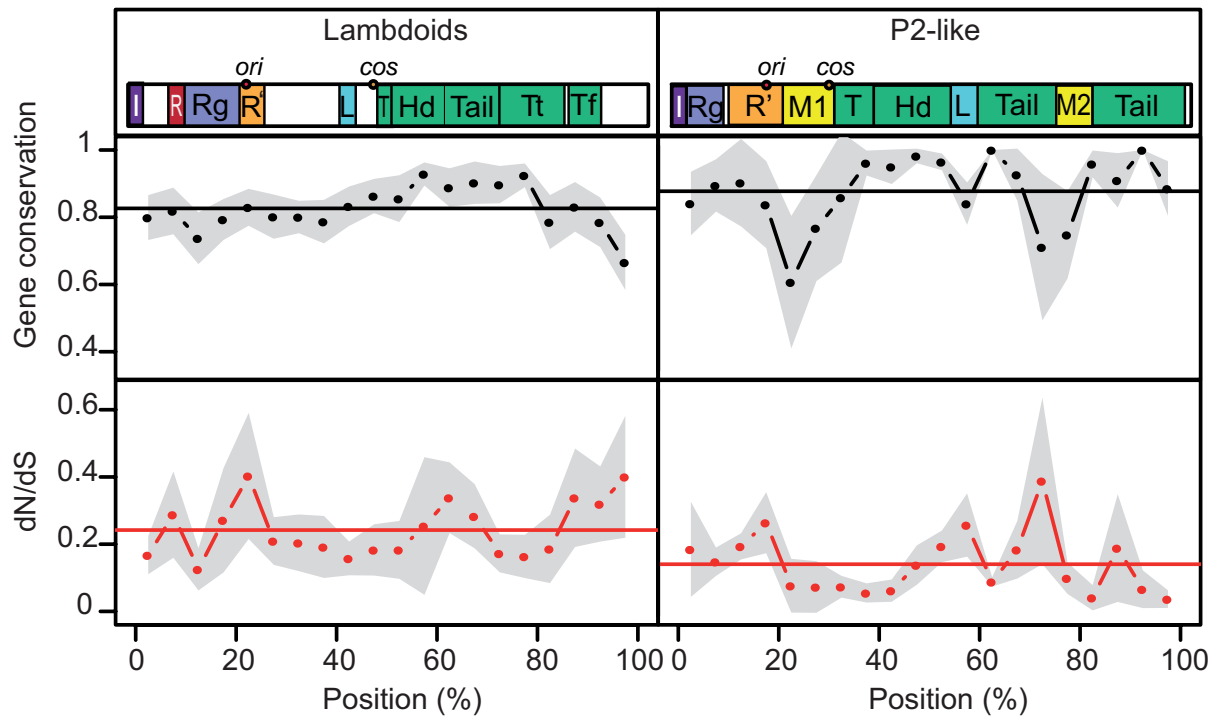 Lambdoids P2-like
ori cos ori cos
I R Rg R' L T Hd Tail Tt Tf I Rg R' M1 T Hd L Tail M2 Tail
Gene conservation
1
0.8
0.6
0.4
dN/dS
0.6
0.4
0.2
0
0 20 40 60 80 100 0 20 40 60 80 100
Position (%) Position (%)